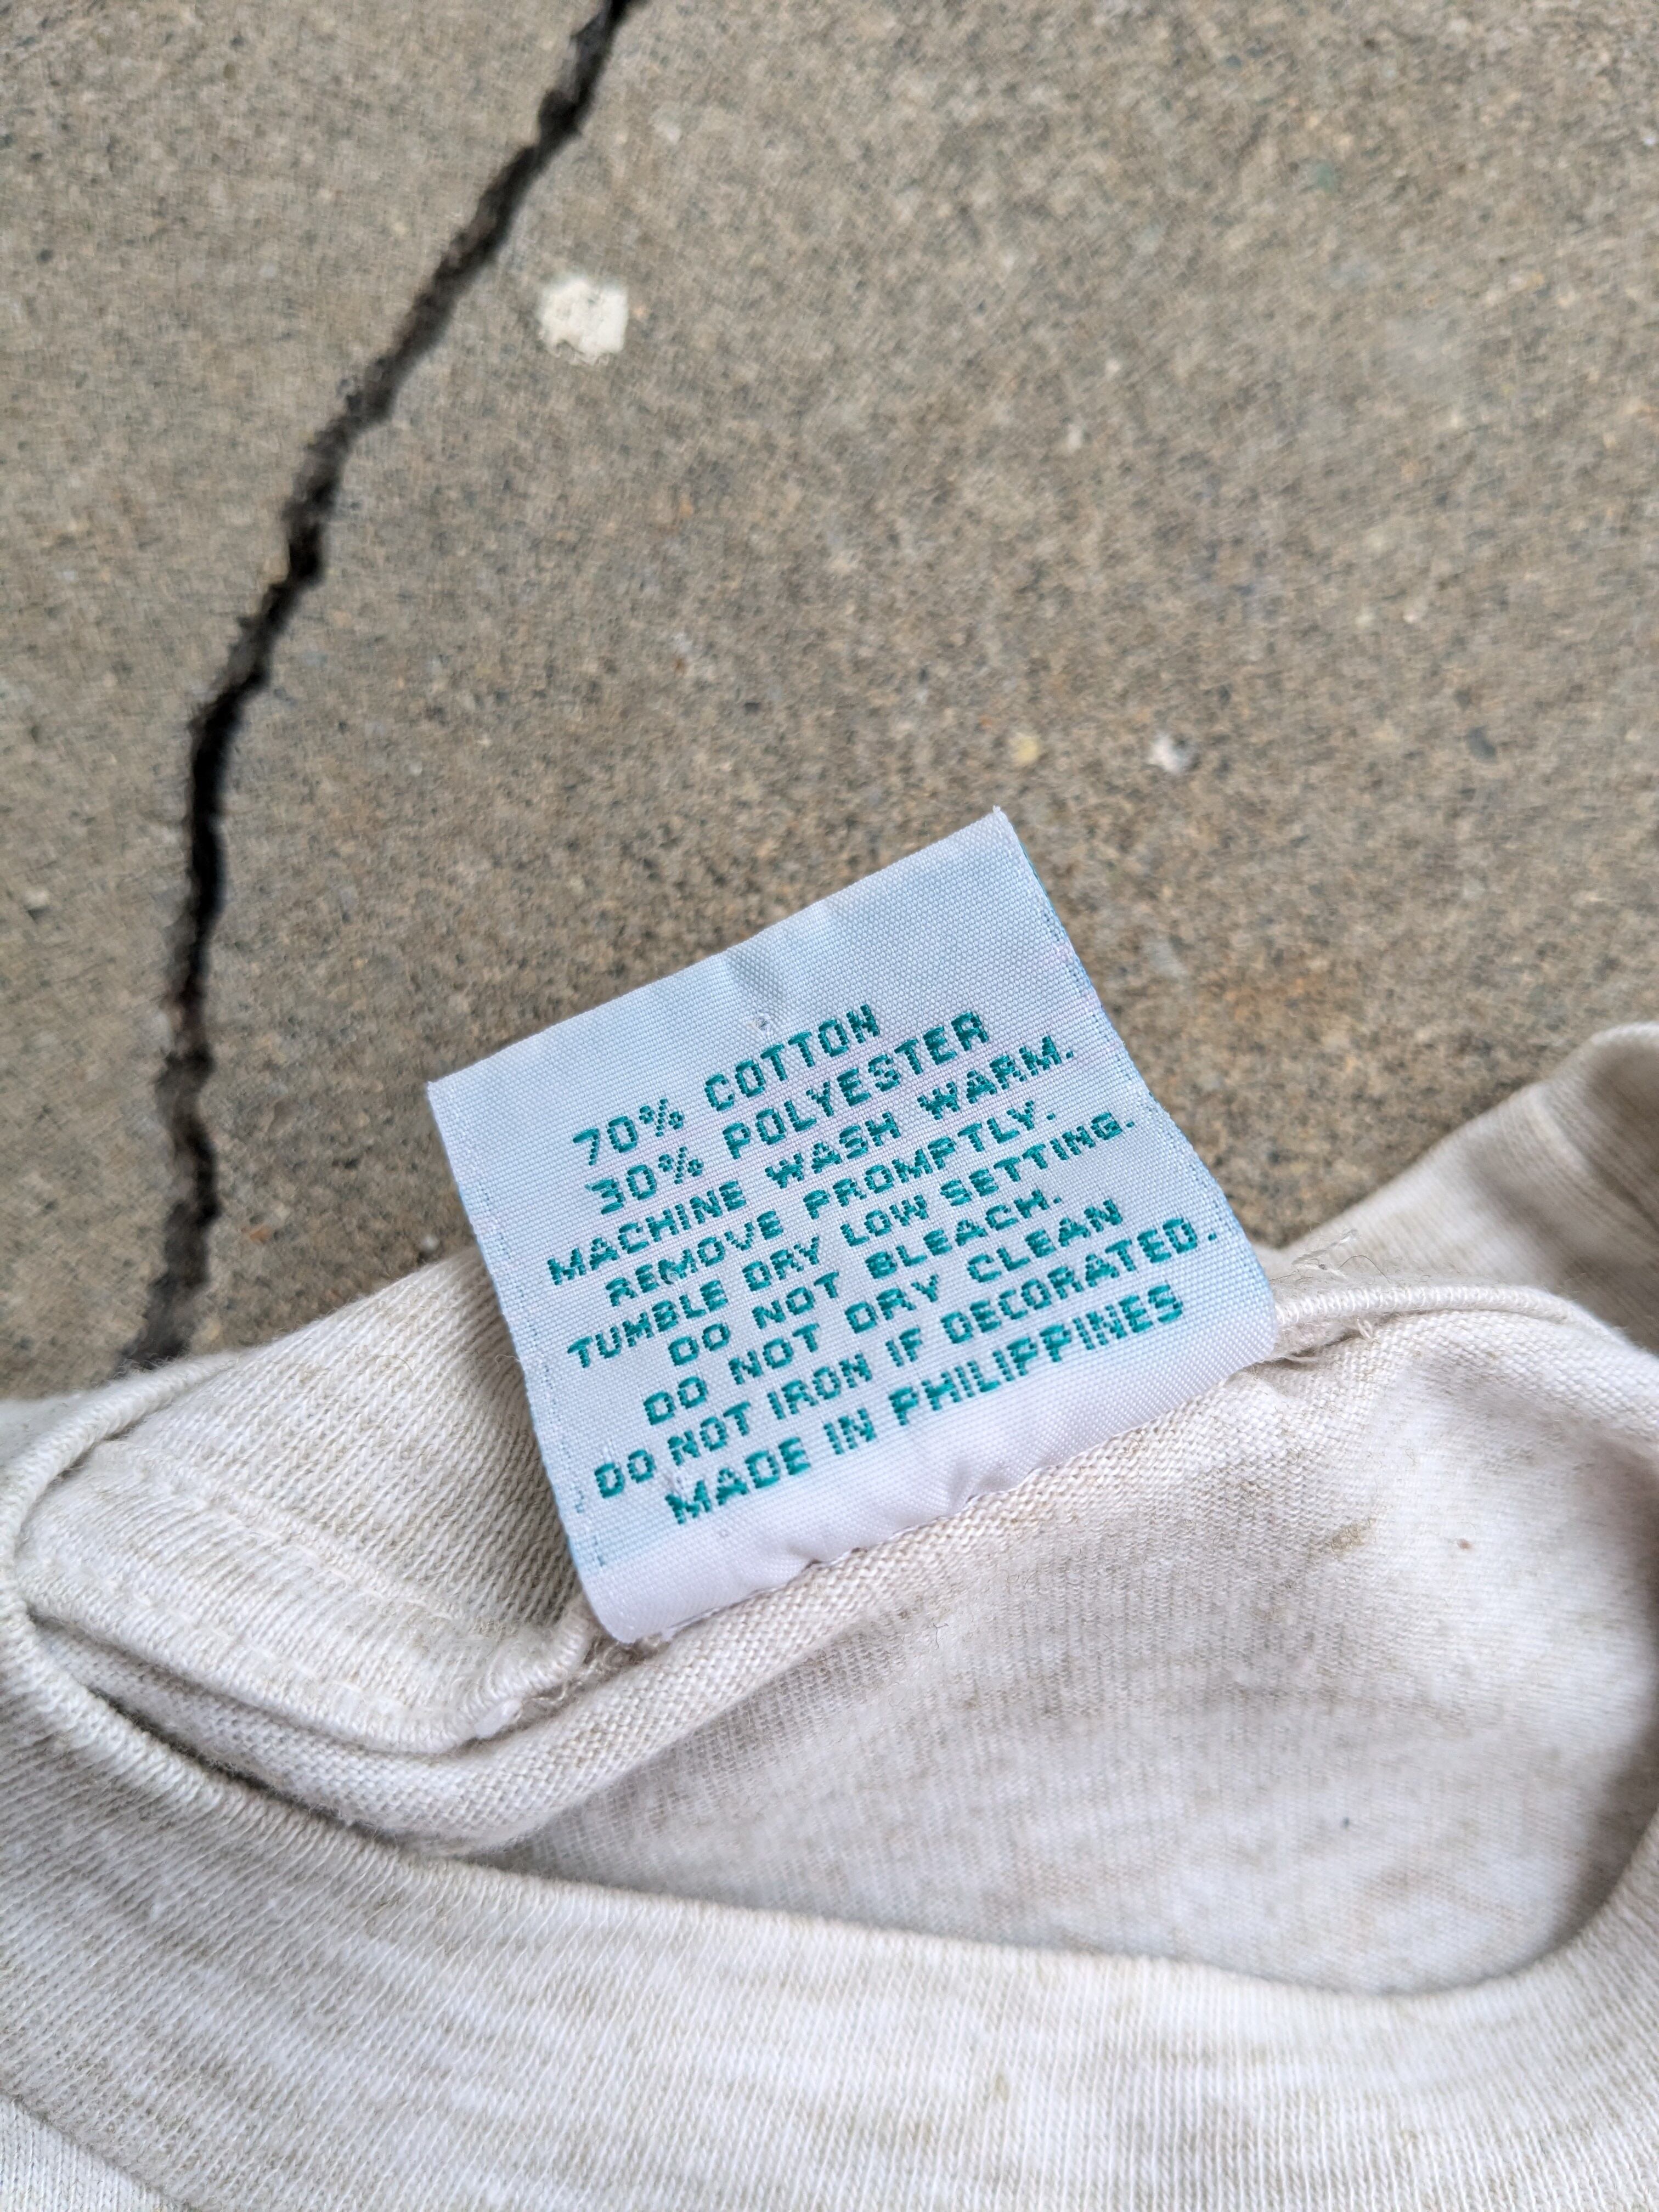 70% COTTON
30% POLYESTER
MACHINE WASH WARM.
REMOVE PROMPTLY.
TUMBLE DRY LOW SETTING.
DO NOT BLEACH.
DO NOT DRY CLEAN
DO NOT IRON IF DECORATED.
MADE IN PHILIPPINES